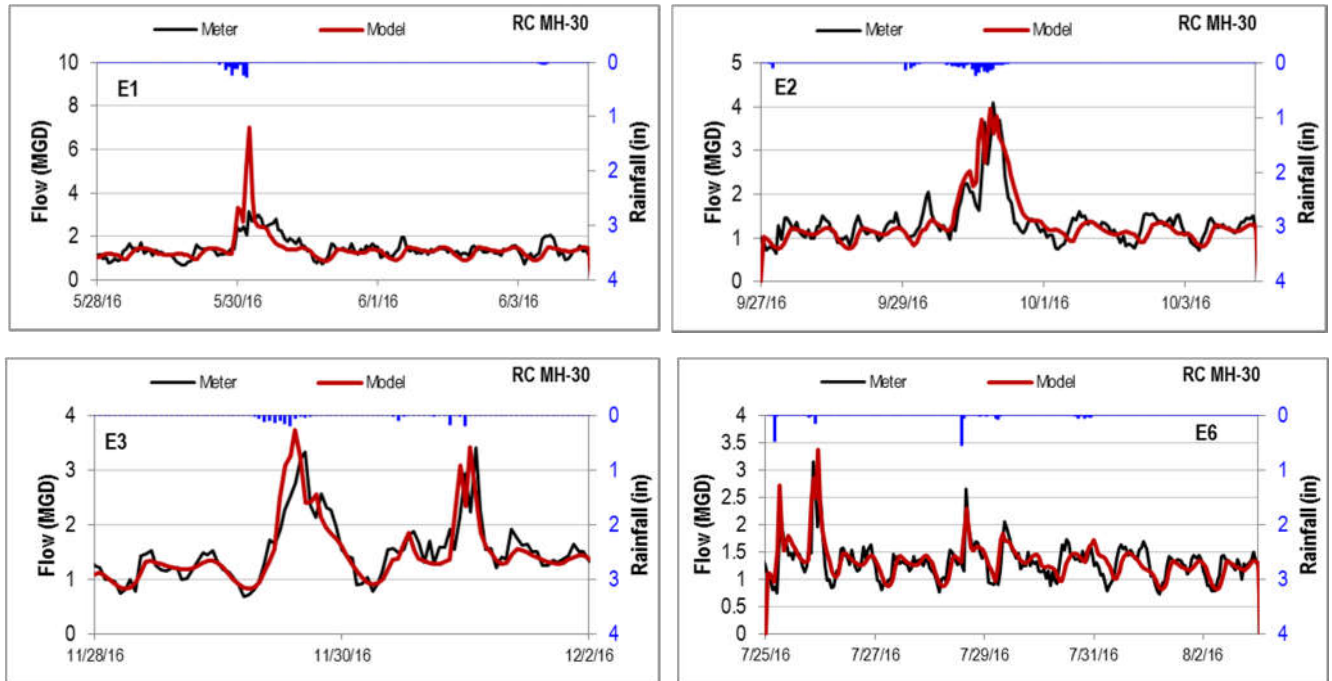 Meter Model RC MH-30
E1
Flow (MGD)
10
8
6
4
2
0
Rainfall (in)
0
1
2
3
4
5/28/16 5/30/16 6/1/16 6/3/16
Meter Model RC MH-30
E2
Flow (MGD)
5
4
3
2
1
0
Rainfall (in)
0
1
2
3
4
9/27/16 9/29/16 10/1/16 10/3/16
Meter Model RC MH-30
E3
Flow (MGD)
4
3
2
1
0
Rainfall (in)
0
1
2
3
4
11/28/16 11/30/16 12/2/16
Meter Model RC MH-30
E6
Flow (MGD)
4
3.5
3
2.5
2
1.5
1
0.5
0
Rainfall (in)
0
1
2
3
4
7/25/16 7/27/16 7/29/16 7/31/16 8/2/16